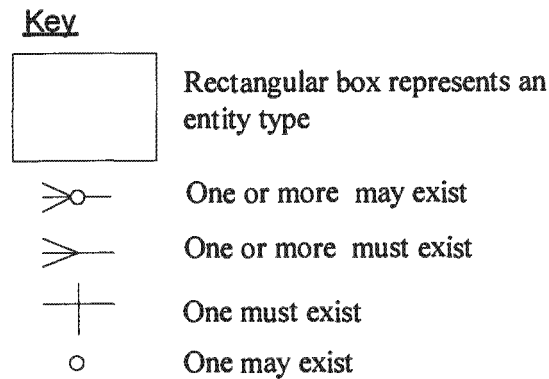 Key
Rectangular box represents an
entity type
One or more may exist
One or more must exist
One must exist
One may exist